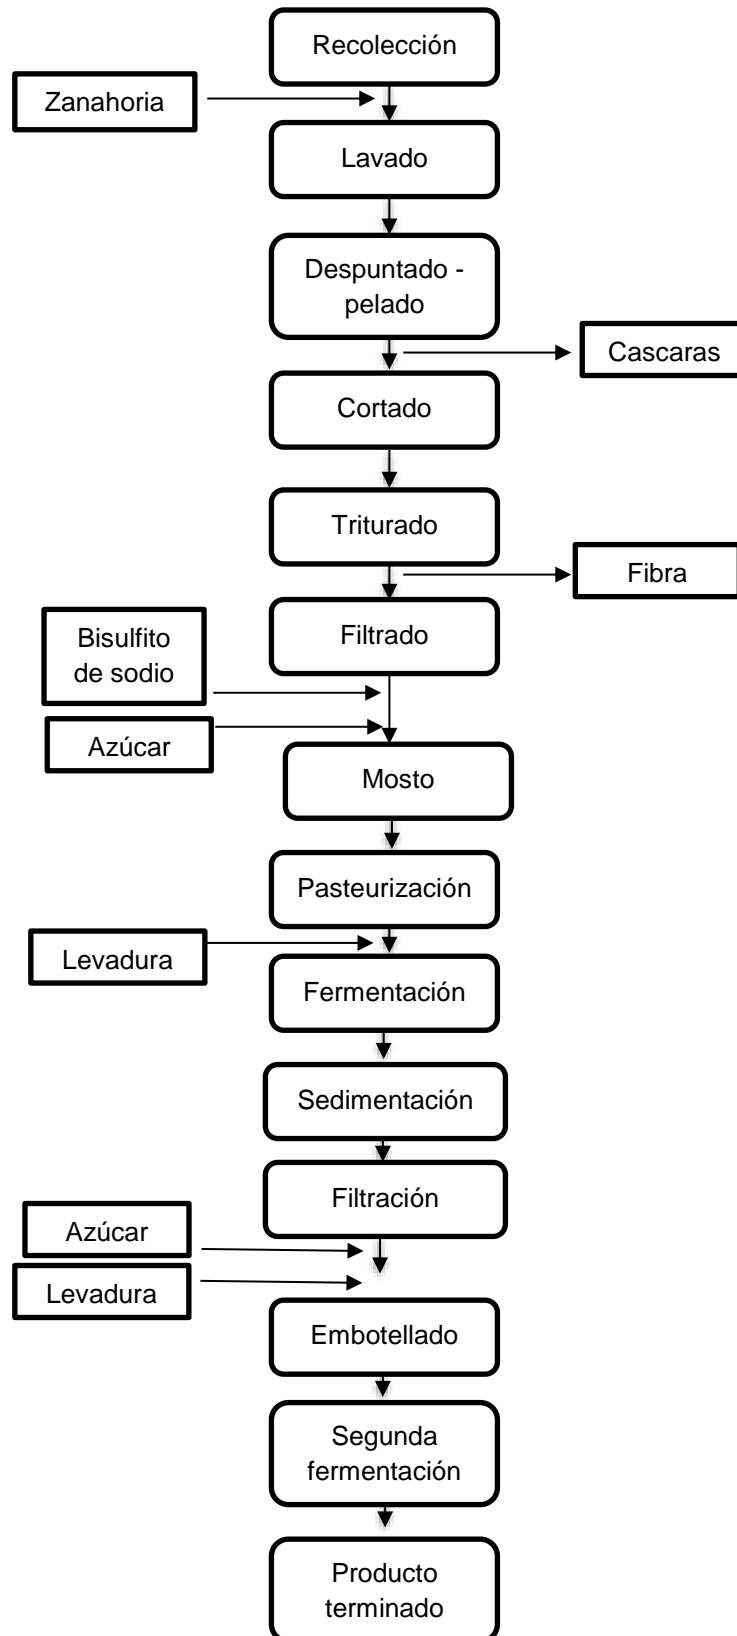 Recolección
Zanahoria
Lavado
Despuntado -
pelado
Cascaras
Cortado
Triturado
Fibra
Filtrado
Bisulfito
de sodio
Azúcar
Mosto
Pasteurización
Levadura
Fermentación
Sedimentación
Filtración
Azúcar
Levadura
Embotellado
Segunda
fermentación
Producto
terminado